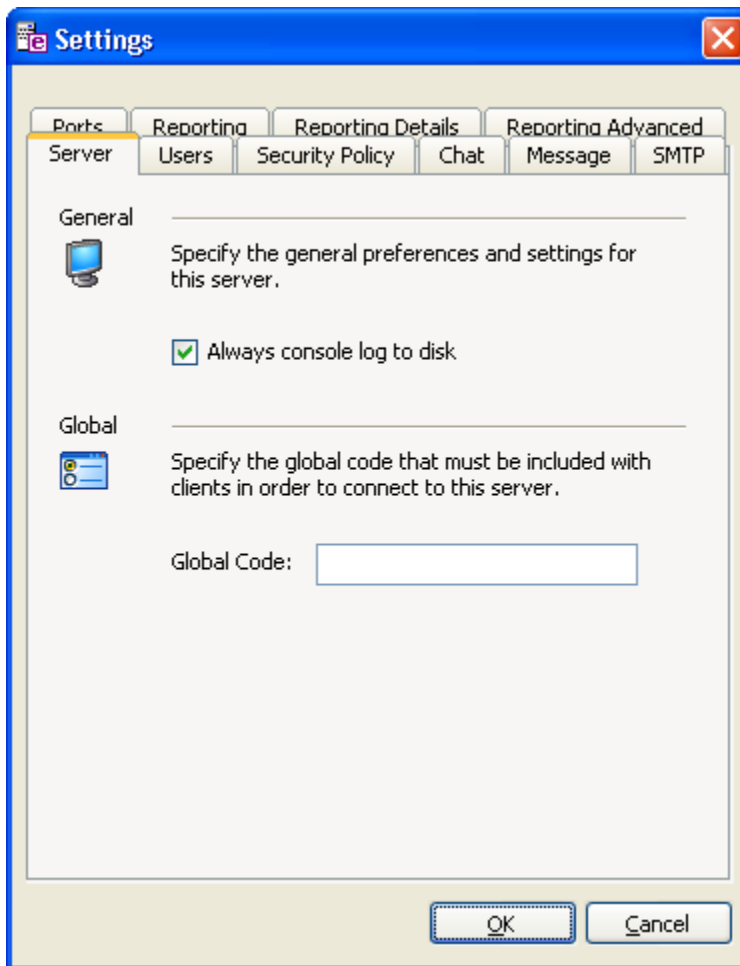 Settings
Ports Reporting Reporting Details Reporting Advanced
Server Users Security Policy Chat Message SMTP
General
Specify the general preferences and settings for
this server.
Always console log to disk
Global
Specify the global code that must be included with
clients in order to connect to this server.
Global Code:
OK Cancel